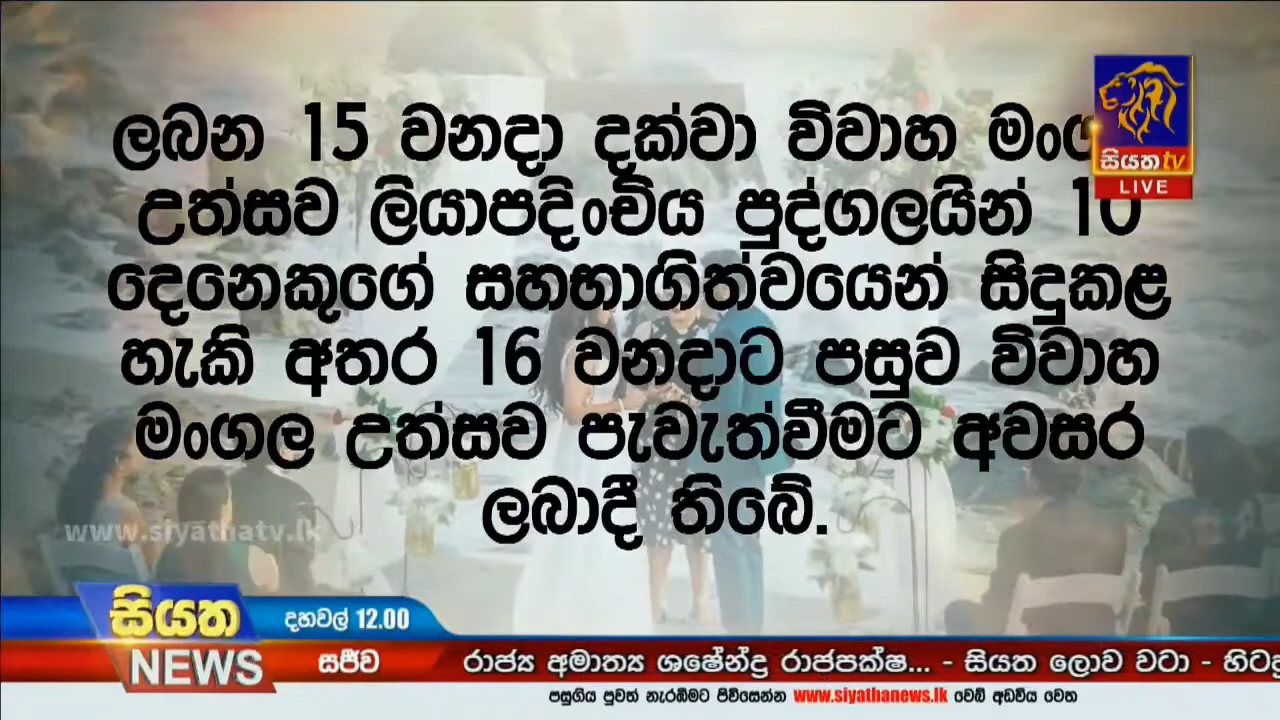 ලබන 15 වනදා දක්වා විවාහ
උත්සව ලියාපදිංචිය පුද්ගලයින් 10
දෙනෙකුගේ සහභාගිත්වයෙන් සිදුකළ
හැකි අතර 16 වනදාට පසුව විවාහ
මංගල උත්සව පැවැත්වීමට අවසර
ලබාදී තිබේ.
සියත tv
LIVE
www.siyathatv.lk
සියත
NEWS
දහවල් 12.00
සජීව
රාජ්‍ය අමාත්‍ය ශෂේන්ද්‍ර රාජපක්ෂ... - සියත ලොව වටා -
පසුගිය පුවත් නැරඹීමට පිවිසෙන්න www.siyathanews.lk වෙබ් අඩවිය වෙත